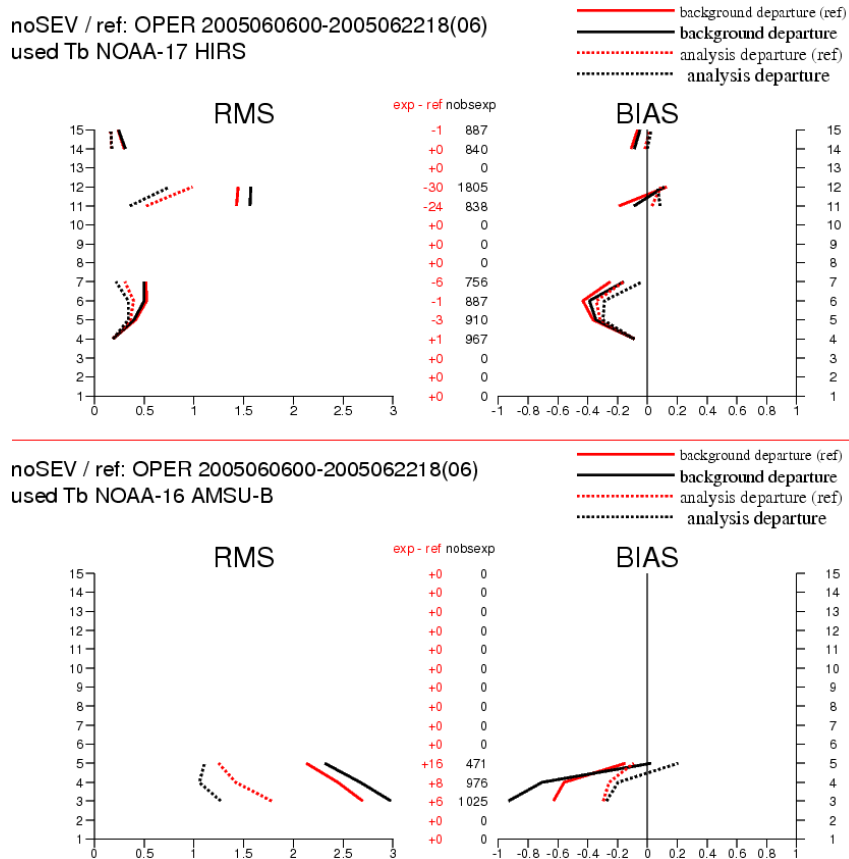 noSEV / ref: OPER 2005060600-2005062218(06)
used Tb NOAA-17 HIRS
background departure (ref)
background departure
analysis departure (ref)
analysis departure
RMS exp - ref nobsexp BIAS
15 -1 887 15
14 +0 840 14
13 +0 0 13
12 -30 1805 12
11 -24 838 11
10 +0 0 10
9 +0 0 9
8 +0 0 8
7 -6 756 7
6 -1 887 6
5 -3 910 5
4 +1 967 4
3 +0 0 3
2 +0 0 2
1 +0 0 1
0 0.5 1 1.5 2 2.5 3 -1 -0.8 -0.6 -0.4 -0.2 0 0.2 0.4 0.6 0.8 1
noSEV / ref: OPER 2005060600-2005062218(06)
used Tb NOAA-16 AMSU-B
background departure (ref)
background departure
analysis departure (ref)
analysis departure
RMS exp - ref nobsexp BIAS
15 +0 0 15
14 +0 0 14
13 +0 0 13
12 +0 0 12
11 +0 0 11
10 +0 0 10
9 +0 0 9
8 +0 0 8
7 +0 0 7
6 +0 0 6
5 +16 471 5
4 +8 976 4
3 +6 1025 3
2 +0 0 2
1 +0 0 1
0 0.5 1 1.5 2 2.5 3 -1 -0.8 -0.6 -0.4 -0.2 0 0.2 0.4 0.6 0.8 1